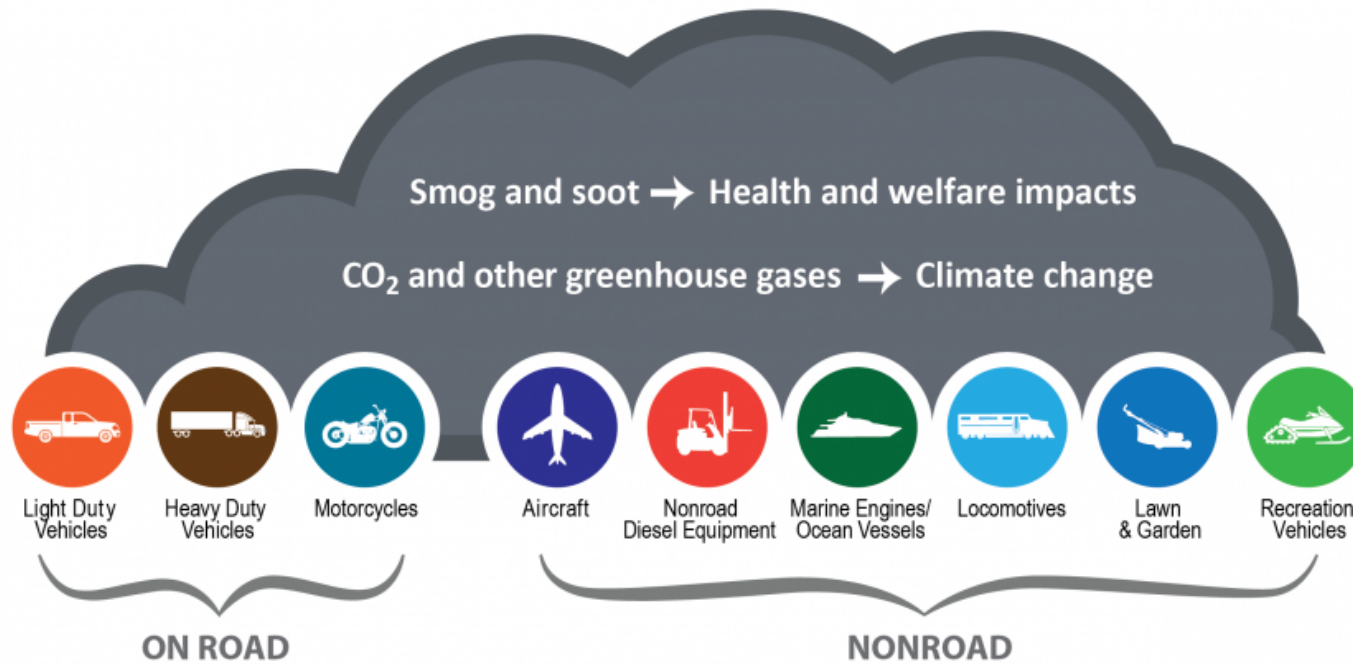 Smog and soot → Health and welfare impacts
CO₂ and other greenhouse gases → Climate change
Light Duty
Vehicles
Heavy Duty
Vehicles
Motorcycles
Aircraft
Nonroad
Diesel Equipment
Marine Engines/
Ocean Vessels
Locomotives
Lawn
& Garden
Recreation
Vehicles
ON ROAD
NONROAD